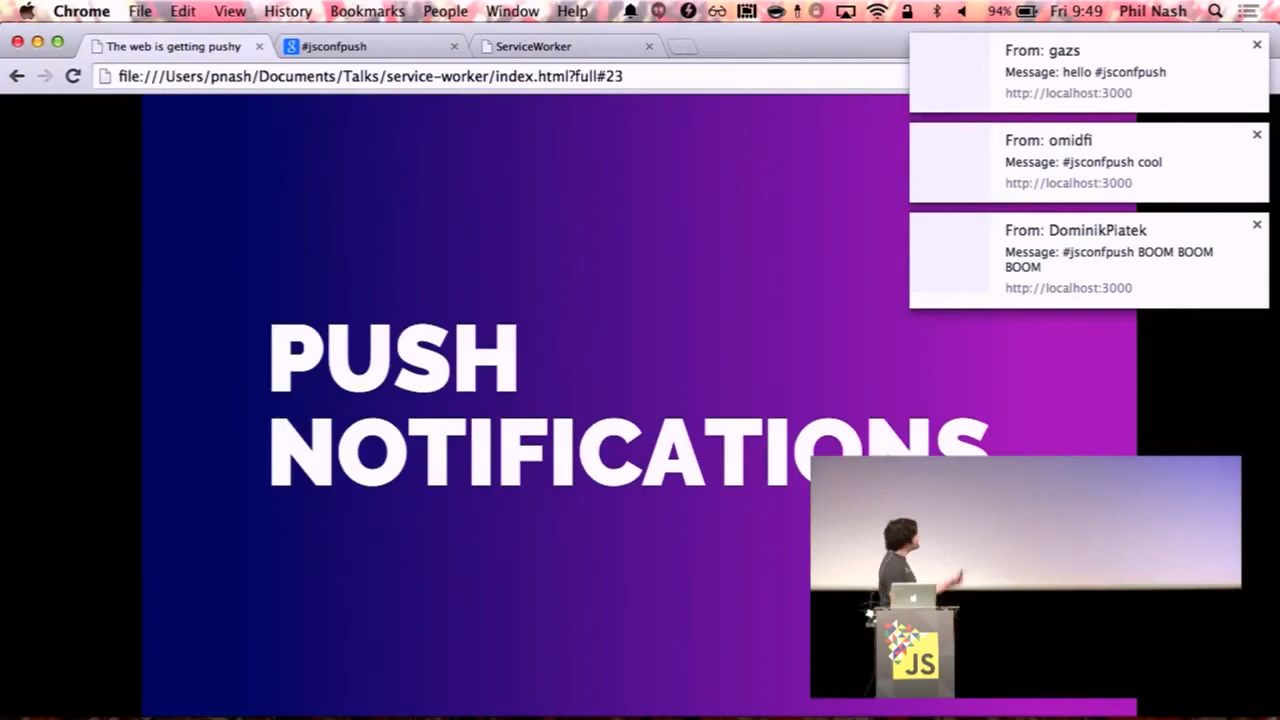 Chrome File Edit View History Bookmarks People Window Help 94% Fri 9:49 Phil Nash
The web is getting pushy
#jsconfpush
ServiceWorker
file:///Users/pnash/Documents/Talks/service-worker/index.html?full#23
From: gazs
Message: hello #jsconfpush
http://localhost:3000
From: omidfi
Message: #jsconfpush cool
http://localhost:3000
From: DominikPiatek
Message: #jsconfpush BOOM BOOM
BOOM
http://localhost:3000
PUSH
NOTIFICATIONS
JS